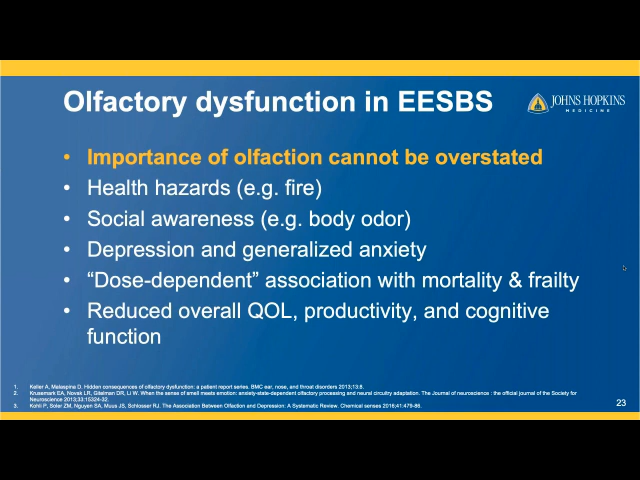 Olfactory dysfunction in EESBS
JOHNS HOPKINS
MEDICINE
• Importance of olfaction cannot be overstated
• Health hazards (e.g. fire)
• Social awareness (e.g. body odor)
• Depression and generalized anxiety
• “Dose-dependent” association with mortality & frailty
• Reduced overall QOL, productivity, and cognitive
function
1. Keller A, Malaspina D. Hidden consequences of olfactory dysfunction: a patient report series. BMC ear, nose, and throat disorders 2013;13:8.
2. Krusemark EA, Novak LR, Gitelman DR, Li W. When the sense of smell meets emotion: anxiety-state-dependent olfactory processing and neural circuitry adaptation. The Journal of neuroscience : the official journal of the Society for
Neuroscience 2013;33:15324-32.
3. Kohli P, Soler ZM, Nguyen SA, Muus JS, Schlosser RJ. The Association Between Olfaction and Depression: A Systematic Review. Chemical senses 2016;41:479-86.
23